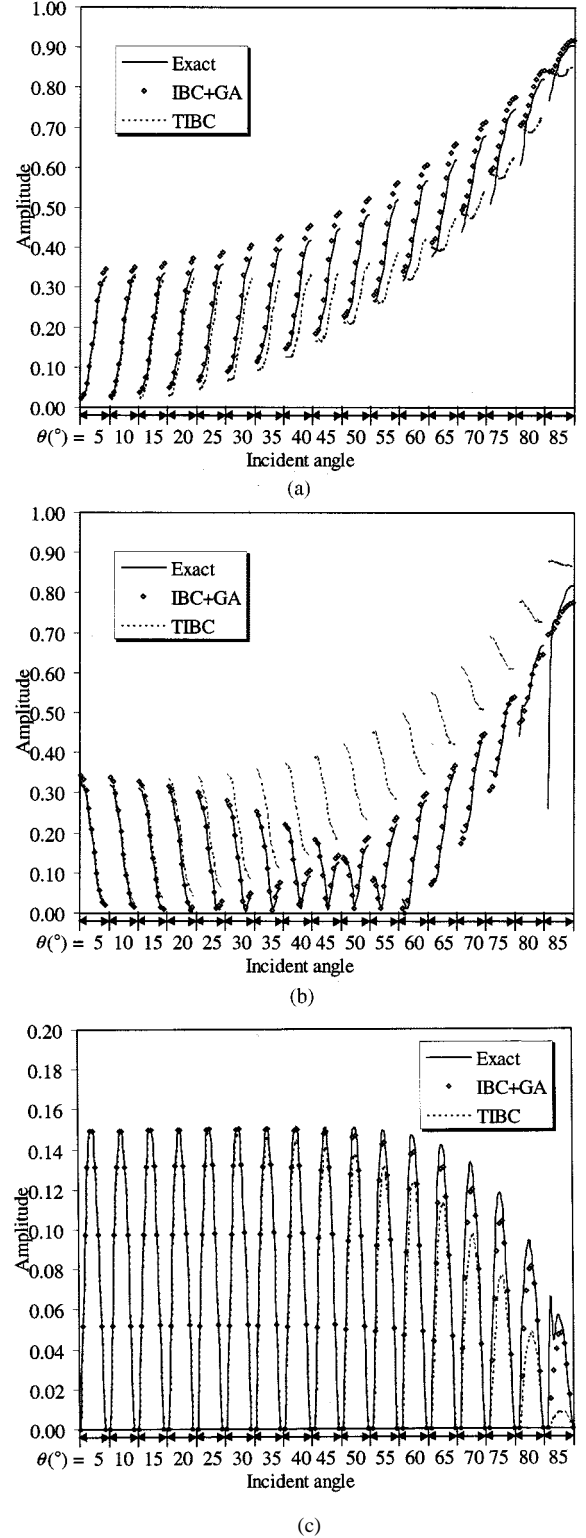 1.00
0.90
0.80
0.70
0.60
0.50
0.40
0.30
0.20
0.10
0.00
Amplitude
Exact
IBC+GA
TIBC
θ(°) = 5 10 15 20 25 30 35 40 45 50 55 60 65 70 75 80 85
Incident angle
(a)
1.00
0.90
0.80
0.70
0.60
0.50
0.40
0.30
0.20
0.10
0.00
Amplitude
Exact
IBC+GA
TIBC
θ(°) = 5 10 15 20 25 30 35 40 45 50 55 60 65 70 75 80 85
Incident angle
(b)
0.20
0.18
0.16
0.14
0.12
0.10
0.08
0.06
0.04
0.02
0.00
Amplitude
Exact
IBC+GA
TIBC
θ(°) = 5 10 15 20 25 30 35 40 45 50 55 60 65 70 75 80 85
Incident angle
(c)